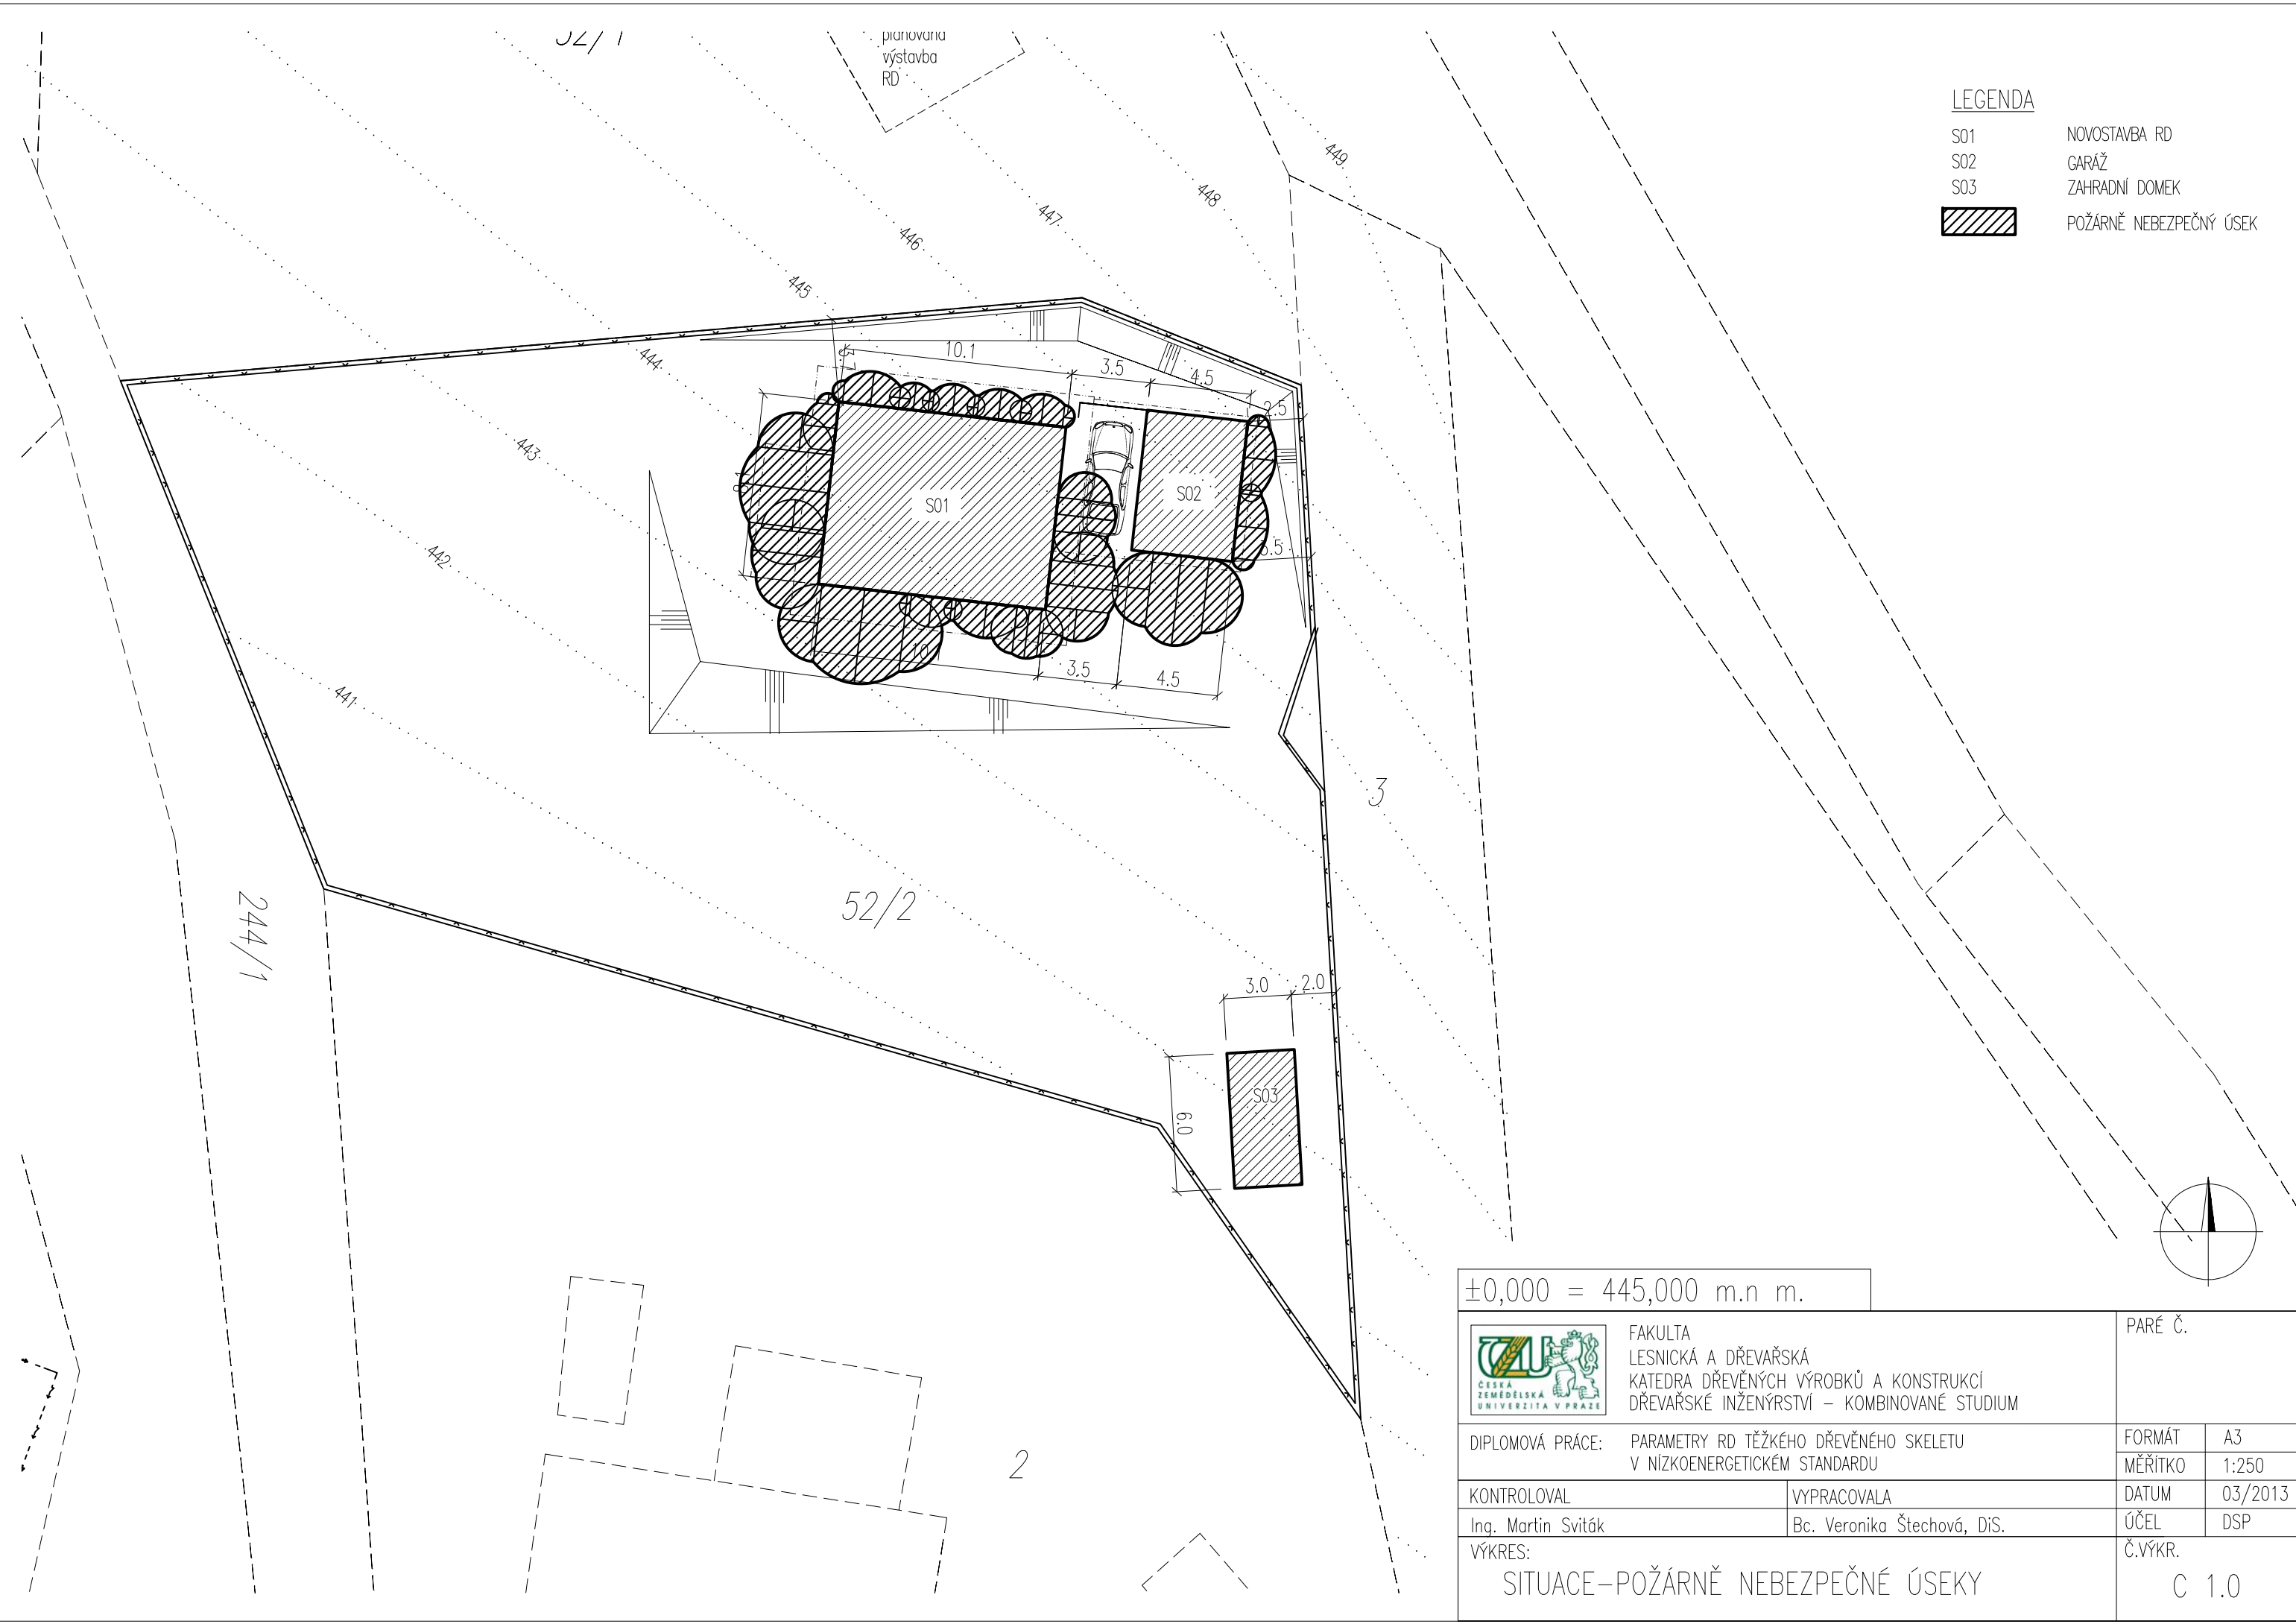 52/1
plánovaná
výstavba
RD
LEGENDA
S01 NOVOSTAVBA RD
S02 GARÁŽ
S03 ZAHRADNÍ DOMEK
POŽÁRNĚ NEBEZPEČNÝ ÚSEK
449
448
447
446
445
444
443
442
441
10.1
3.5
4.5
2.5
S01
S02
3.5
4.5
3
52/2
244/1
3.0
2.0
S03
6.0
2
±0,000 = 445,000 m.n m.
FAKULTA
LESNICKÁ A DŘEVAŘSKÁ
KATEDRA DŘEVĚNÝCH VÝROBKŮ A KONSTRUKCÍ
DŘEVAŘSKÉ INŽENÝRSTVÍ – KOMBINOVANÉ STUDIUM
ČZU
ČESKÁ
ZEMĚDĚLSKÁ
UNIVERZITA V PRAZE
PARÉ Č.
DIPLOMOVÁ PRÁCE: PARAMETRY RD TĚŽKÉHO DŘEVĚNÉHO SKELETU
V NÍZKOENERGETICKÉM STANDARDU
FORMÁT A3
MĚŘÍTKO 1:250
KONTROLOVAL VYPRACOVALA
DATUM 03/2013
Ing. Martin Sviták Bc. Veronika Štechová, DiS.
ÚČEL DSP
VÝKRES:
SITUACE–POŽÁRNĚ NEBEZPEČNÉ ÚSEKY
Č.VÝKR.
C 1.0